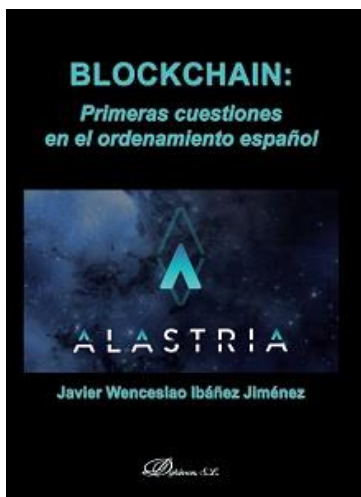 BLOCKCHAIN:
Primeras cuestiones
en el ordenamiento español
ALASTRIA
Javier Wenceslao Ibáñez Jiménez
Dykinson, S.L.